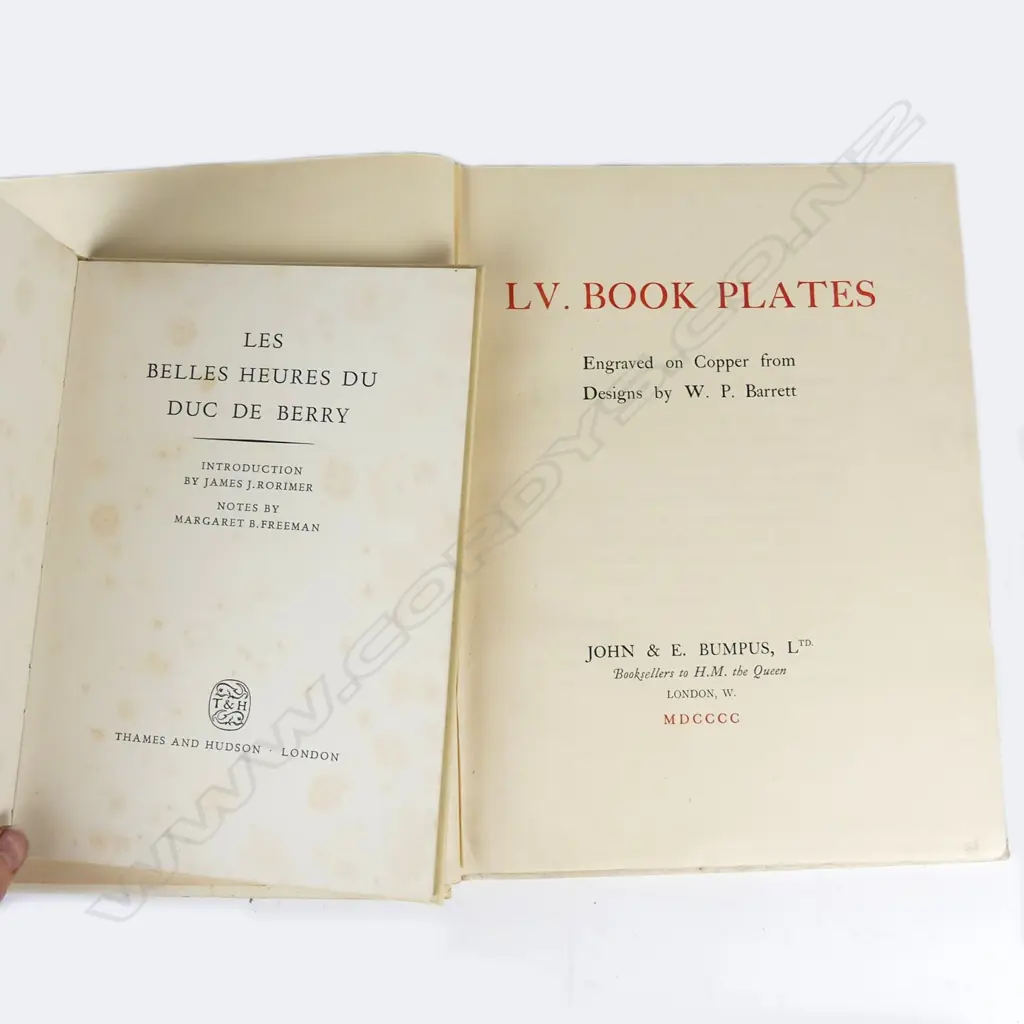 LES
BELLES HEURES DU
DUC DE BERRY
INTRODUCTION
BY JAMES J. RORIMER
NOTES BY
MARGARET B. FREEMAN
T & H
THAMES AND HUDSON · LONDON
LV. BOOK PLATES
Engraved on Copper from
Designs by W. P. Barrett
JOHN & E. BUMPUS, LTD.
Booksellers to H.M. the Queen
LONDON, W.
MDCCCC
WWW.CORDYS.CO.NZ